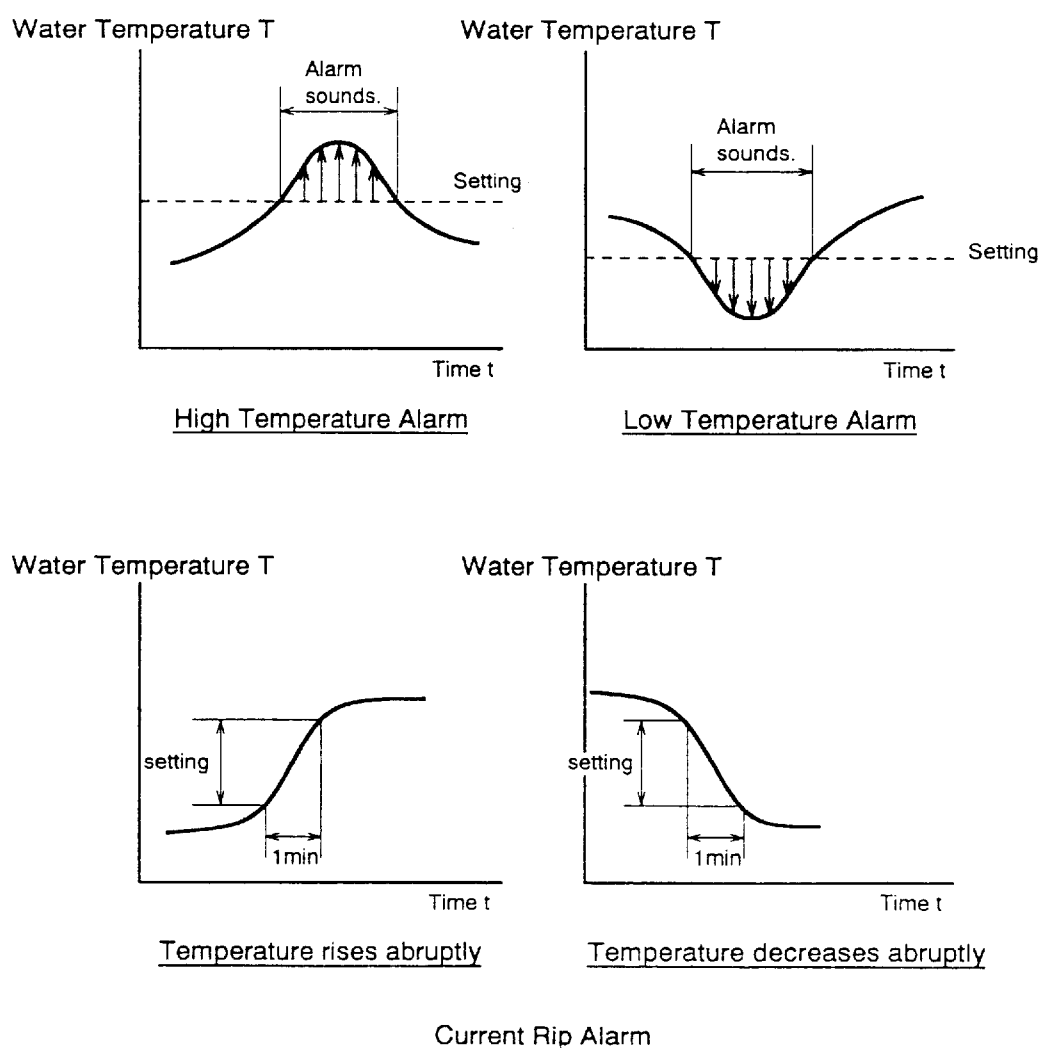 Water Temperature T
Alarm
sounds.
Setting
Time t
High Temperature Alarm
Water Temperature T
Alarm
sounds.
Setting
Time t
Low Temperature Alarm
Water Temperature T
setting
1min
Time t
Temperature rises abruptly
Water Temperature T
setting
1min
Time t
Temperature decreases abruptly
Current Rip Alarm